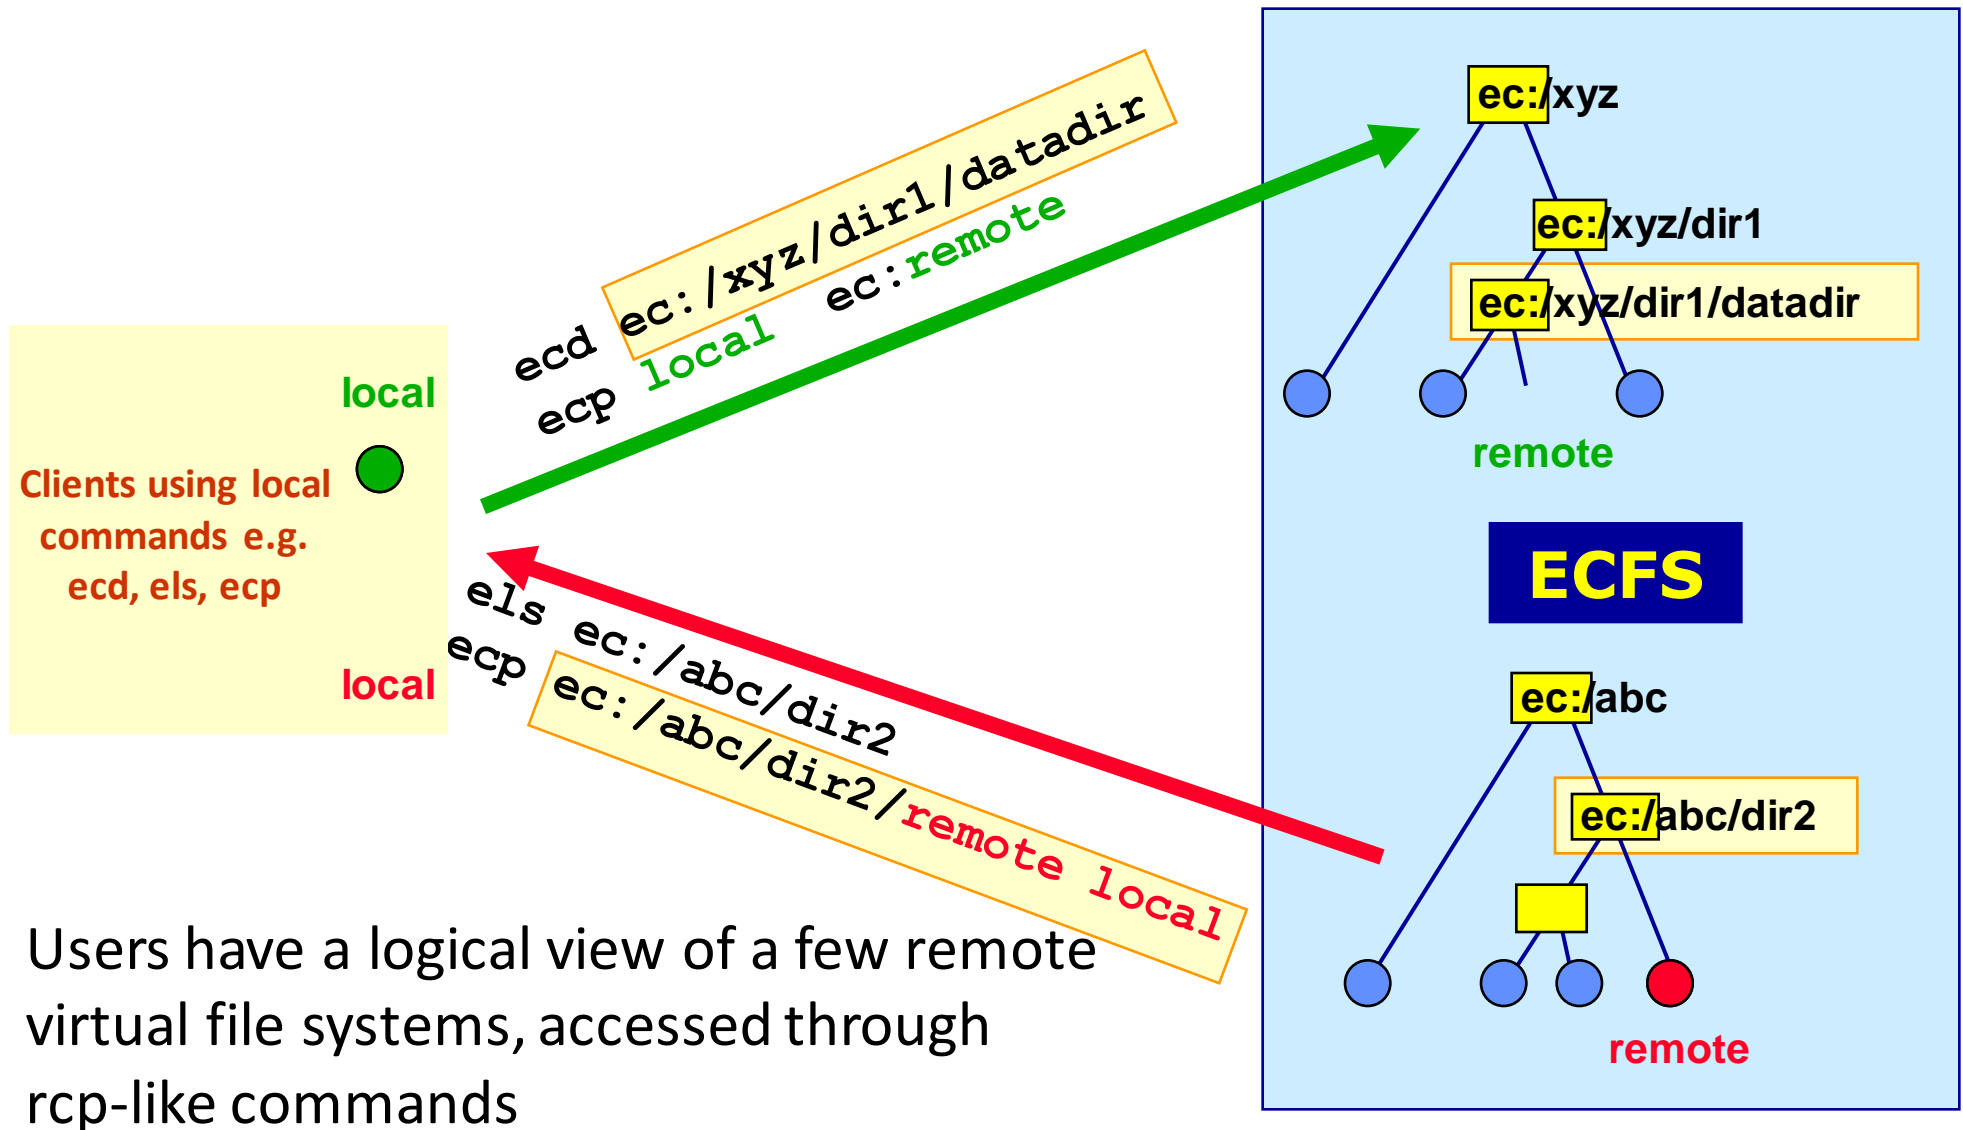 local
Clients using local
commands e.g.
ecd, els, ecp
local
ecd ec:/xyz/dir1/datadir
ecp local ec:remote
els ec:/abc/dir2
ecp ec:/abc/dir2/remote local
ec:/xyz
ec:/xyz/dir1
ec:/xyz/dir1/datadir
remote
ECFS
ec:/abc
ec:/abc/dir2
remote
Users have a logical view of a few remote
virtual file systems, accessed through
rcp-like commands